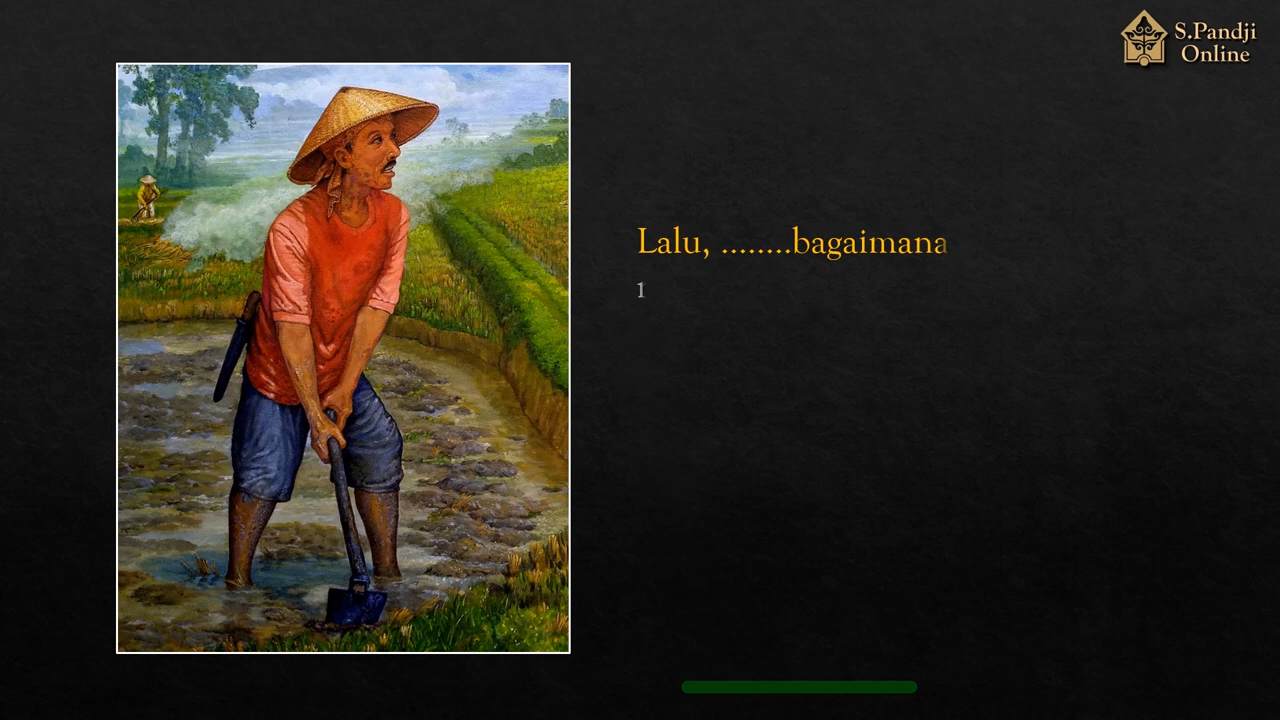 S.Pandji
Online
Lalu, ........bagaimana
1